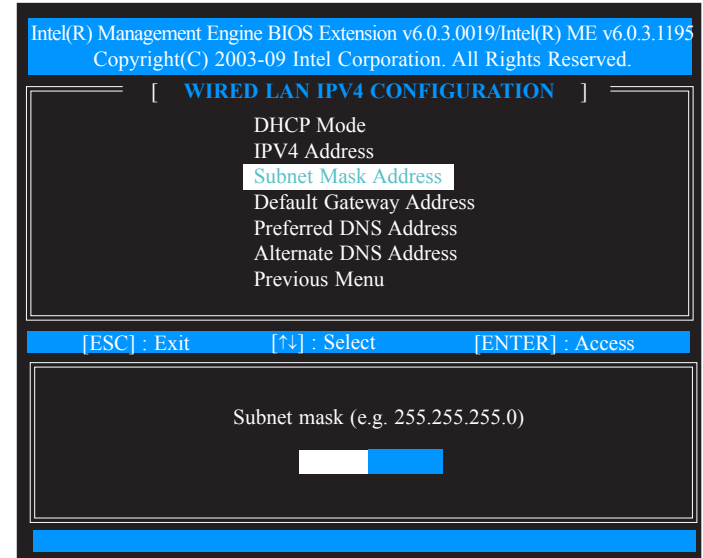 Intel(R) Management Engine BIOS Extension v6.0.3.0019/Intel(R) ME v6.0.3.1195
Copyright(C) 2003-09 Intel Corporation. All Rights Reserved.
[ WIRED LAN IPV4 CONFIGURATION ]
DHCP Mode
IPV4 Address
Subnet Mask Address
Default Gateway Address
Preferred DNS Address
Alternate DNS Address
Previous Menu
[ESC] : Exit [↑↓] : Select [ENTER] : Access
Subnet mask (e.g. 255.255.255.0)